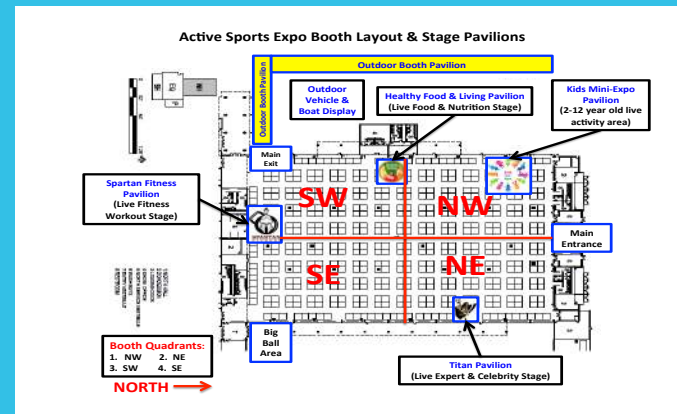 Active Sports Expo Booth Layout & Stage Pavilions
Outdoor Booth Pavilion
Outdoor Booth Pavilion
Outdoor
Vehicle &
Boat Display
Healthy Food & Living Pavilion
(Live Food & Nutrition Stage)
Kids Mini-Expo
Pavilion
(2-12 year old live
activity area)
Main
Exit
Spartan Fitness
Pavilion
(Live Fitness
Workout Stage)
SW
NW
Main
Entrance
SE
NE
Big
Ball
Area
Titan Pavilion
(Live Expert & Celebrity Stage)
Booth Quadrants:
1. NW 2. NE
3. SW 4. SE
NORTH